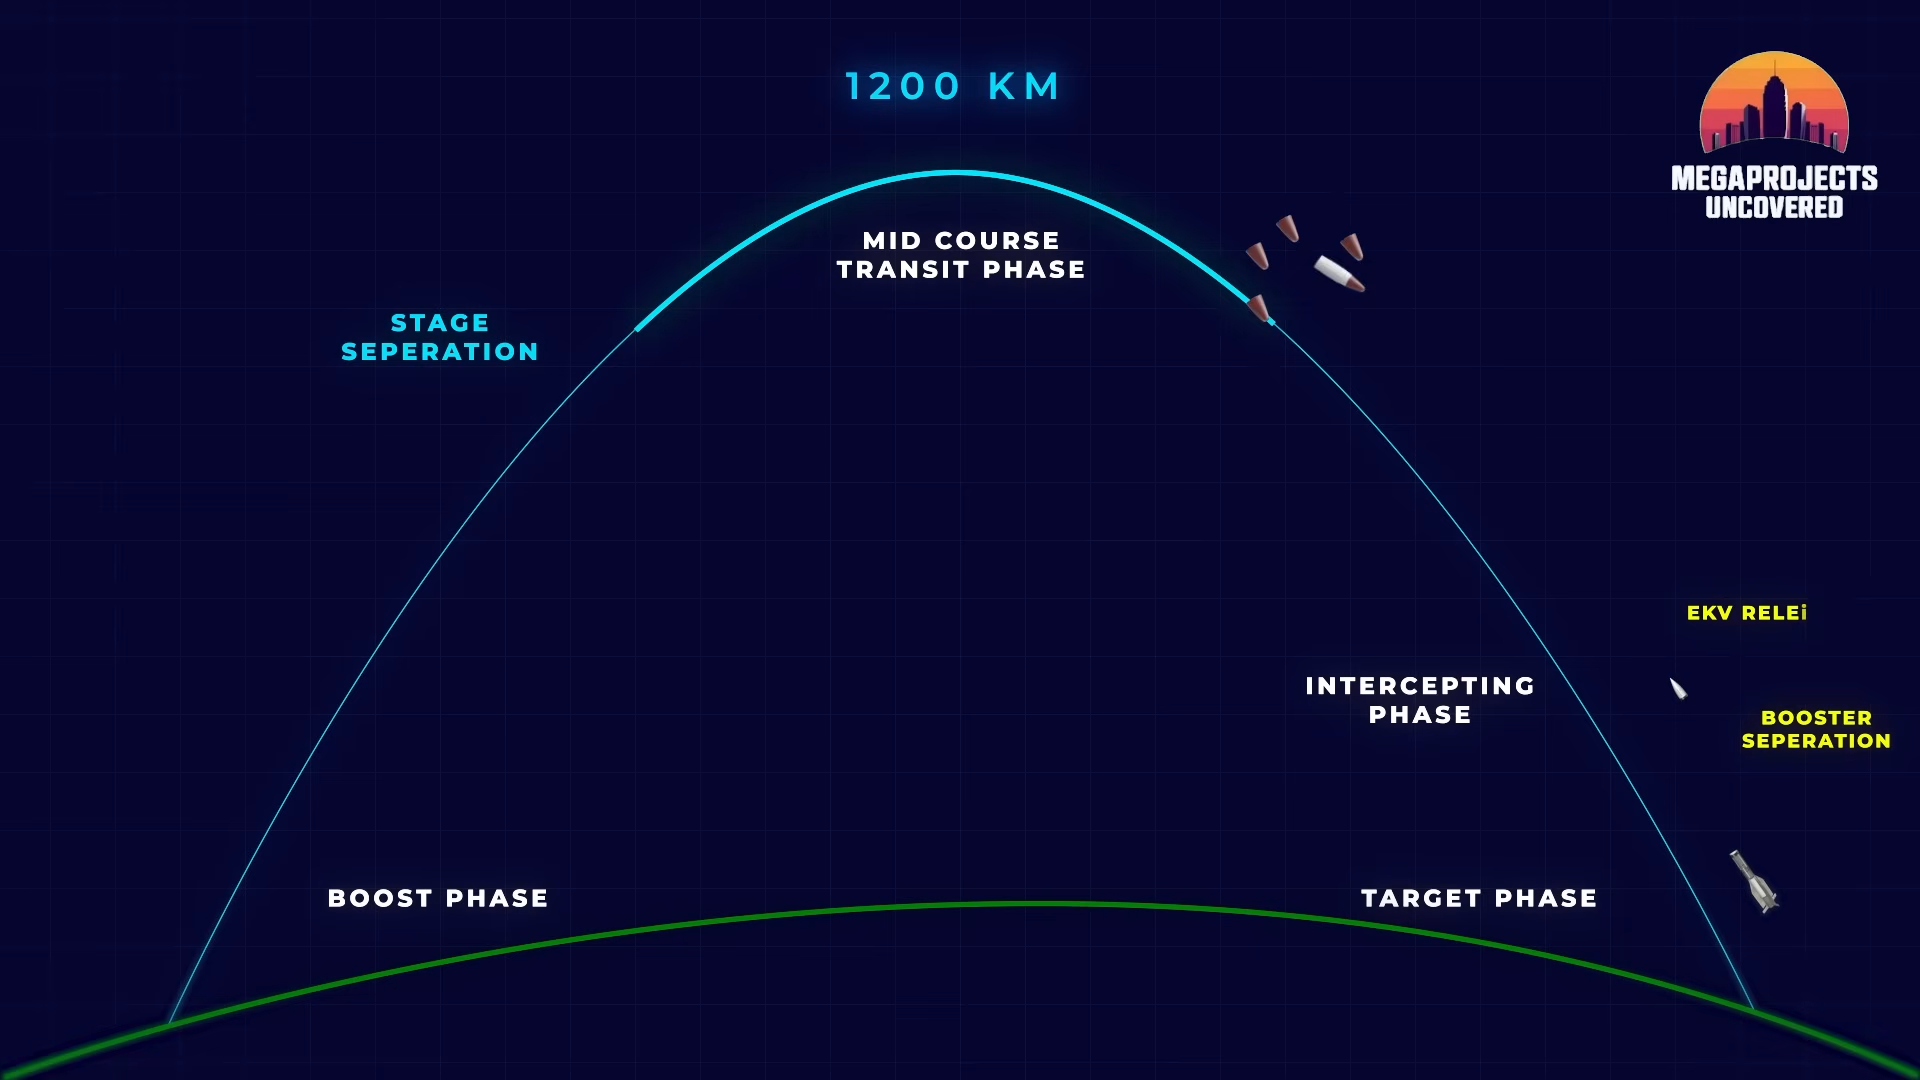 1200 KM
MEGAPROJECTS
UNCOVERED
MID COURSE
TRANSIT PHASE
STAGE
SEPERATION
EKV RELEi
INTERCEPTING
PHASE
BOOSTER
SEPERATION
BOOST PHASE
TARGET PHASE